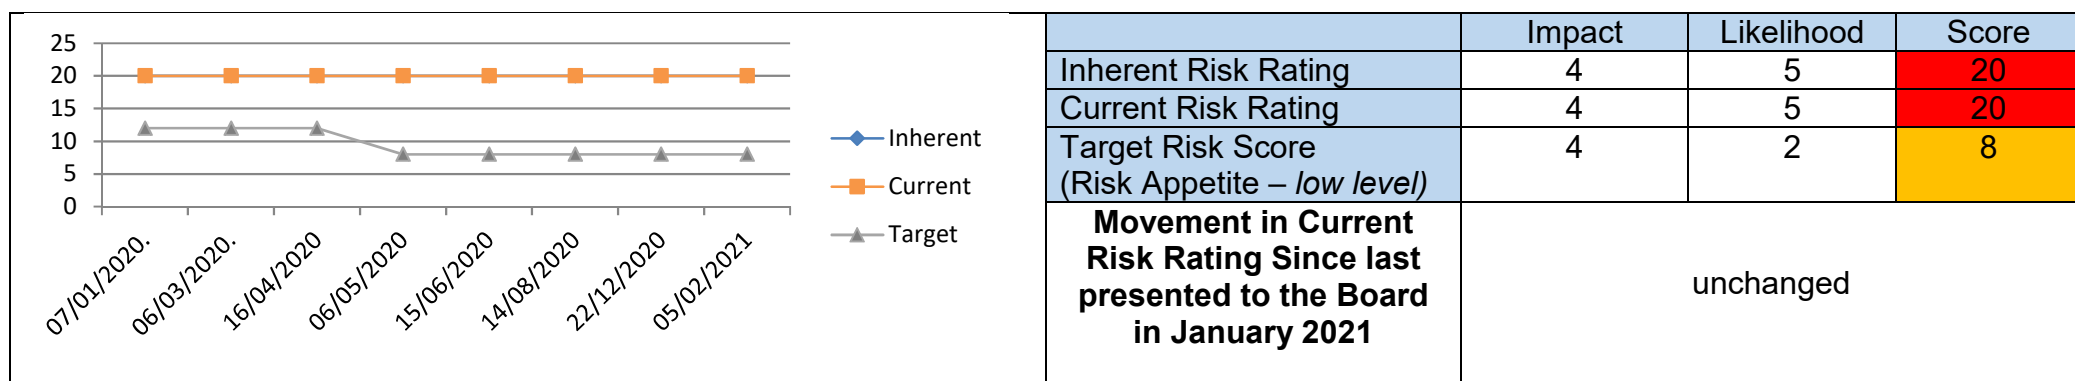 25
20
15
10
5
0
07/01/2020.
06/03/2020.
16/04/2020
06/05/2020
15/06/2020
14/08/2020
22/12/2020
05/02/2021
Inherent
Current
Target
Impact Likelihood Score
Inherent Risk Rating 4 5 20
Current Risk Rating 4 5 20
Target Risk Score 4 2 8
(Risk Appetite – low level)
Movement in Current
Risk Rating Since last
presented to the Board
in January 2021
unchanged